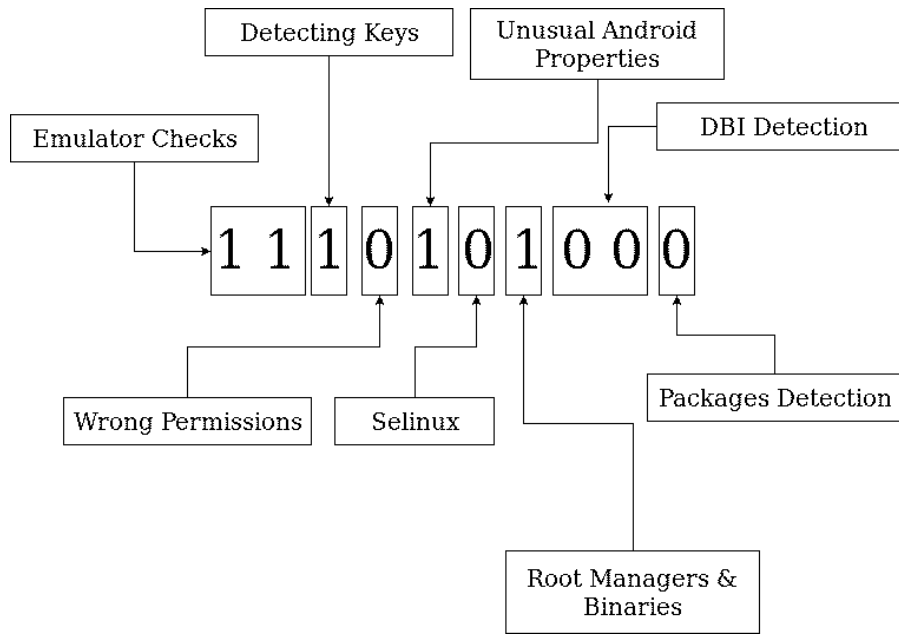 Detecting Keys
Unusual Android
Properties
Emulator Checks
DBI Detection
1 1 1 0 1 0 1 0 0 0
Wrong Permissions
Selinux
Packages Detection
Root Managers &
Binaries